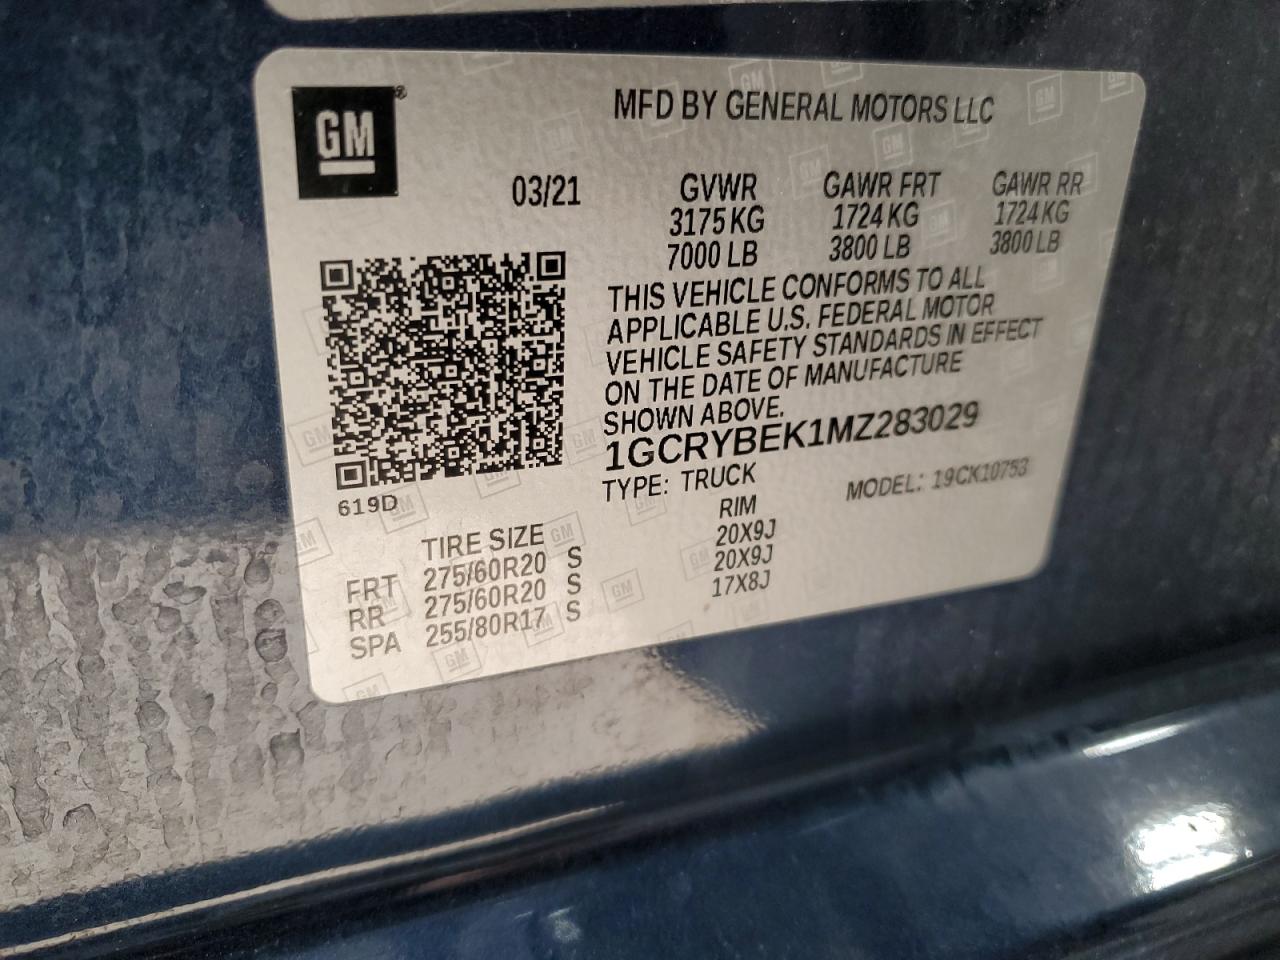 GM
MFD BY GENERAL MOTORS LLC
03/21 GVWR GAWR FRT GAWR RR
3175 KG 1724 KG 1724 KG
7000 LB 3800 LB 3800 LB
THIS VEHICLE CONFORMS TO ALL
APPLICABLE U.S. FEDERAL MOTOR
VEHICLE SAFETY STANDARDS IN EFFECT
ON THE DATE OF MANUFACTURE
SHOWN ABOVE.
1GCRYBEK1MZ283029
TYPE: TRUCK MODEL: 19CK10753
619D
TIRE SIZE RIM
FRT 275/60R20 S 20X9J
RR 275/60R20 S 20X9J
SPA 255/80R17 S 17X8J